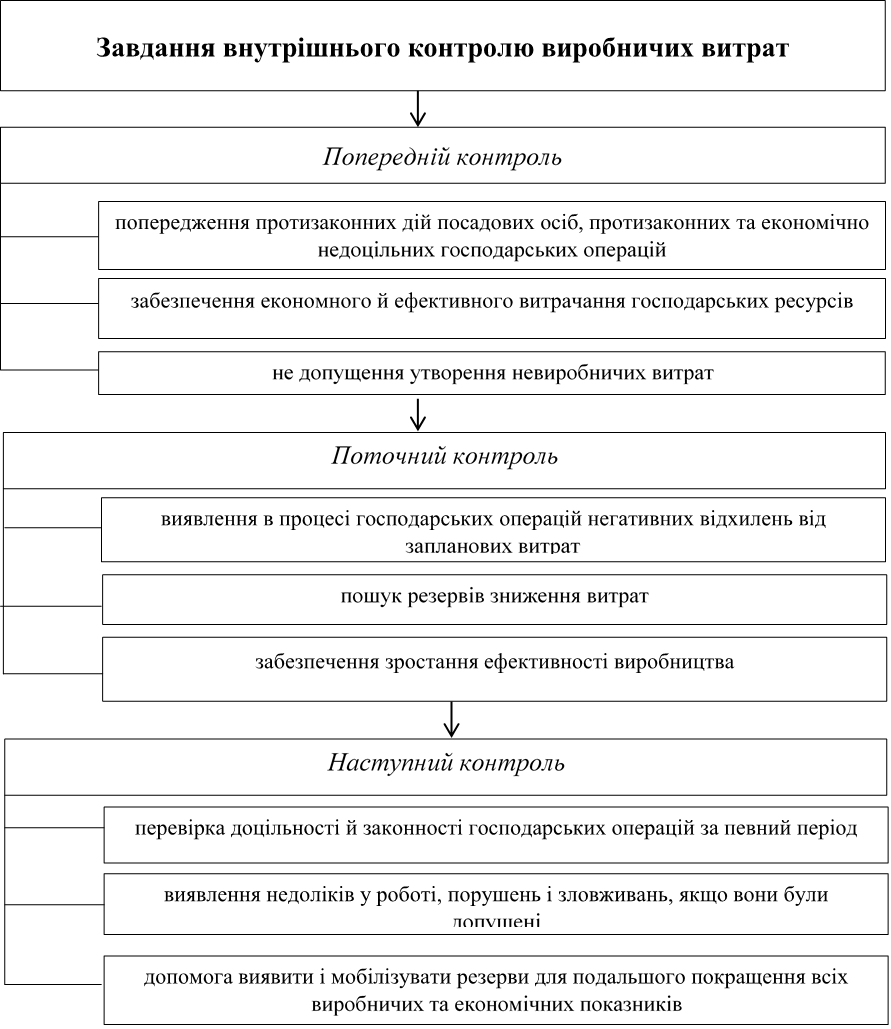 Завдання внутрішнього контролю виробничих витрат
Попередній контроль
попередження протизаконних дій посадових осіб, протизаконних та економічно
недоцільних господарських операцій
забезпечення економного й ефективного витрачання господарських ресурсів
не допущення утворення невиробничих витрат
Поточний контроль
виявлення в процесі господарських операцій негативних відхилень від
запланових витрат
пошук резервів зниження витрат
забезпечення зростання ефективності виробництва
Наступний контроль
перевірка доцільності й законності господарських операцій за певний період
виявлення недоліків у роботі, порушень і зловживань, якщо вони були
допущені
допомога виявити і мобілізувати резерви для подальшого покращення всіх
виробничих та економічних показників